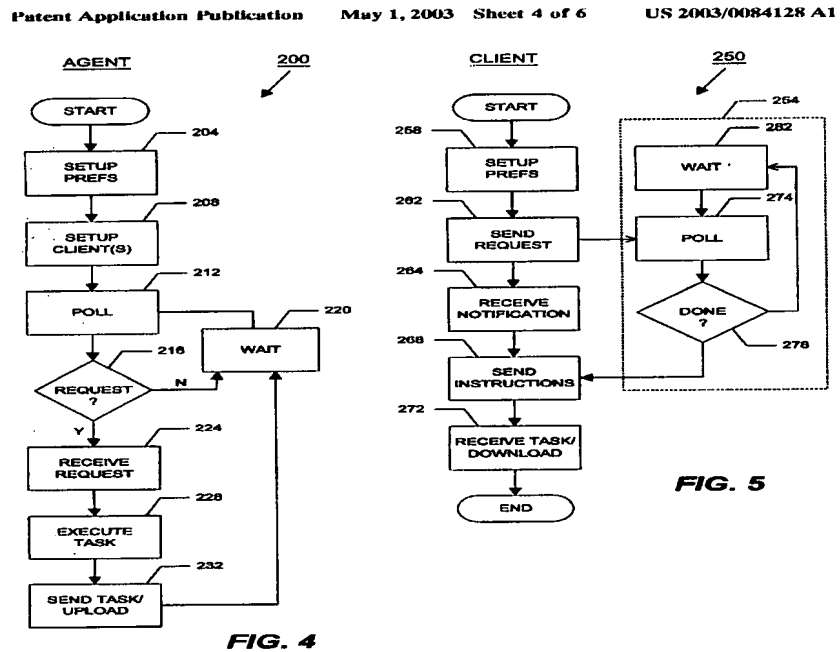 Patent Application Publication May 1, 2003 Sheet 4 of 6 US 2003/0084128 A1
AGENT
200
START
204
SETUP
PREFS
208
SETUP
CLIENT(S)
212
POLL
220
WAIT
216
REQUEST
?
N
Y
224
RECEIVE
REQUEST
228
EXECUTE
TASK
232
SEND TASK/
UPLOAD
FIG. 4
CLIENT
250
START
254
258
SETUP
PREFS
262
SEND
REQUEST
264
RECEIVE
NOTIFICATION
268
SEND
INSTRUCTIONS
272
RECEIVE TASK/
DOWNLOAD
END
282
WAIT
274
POLL
DONE
?
278
FIG. 5